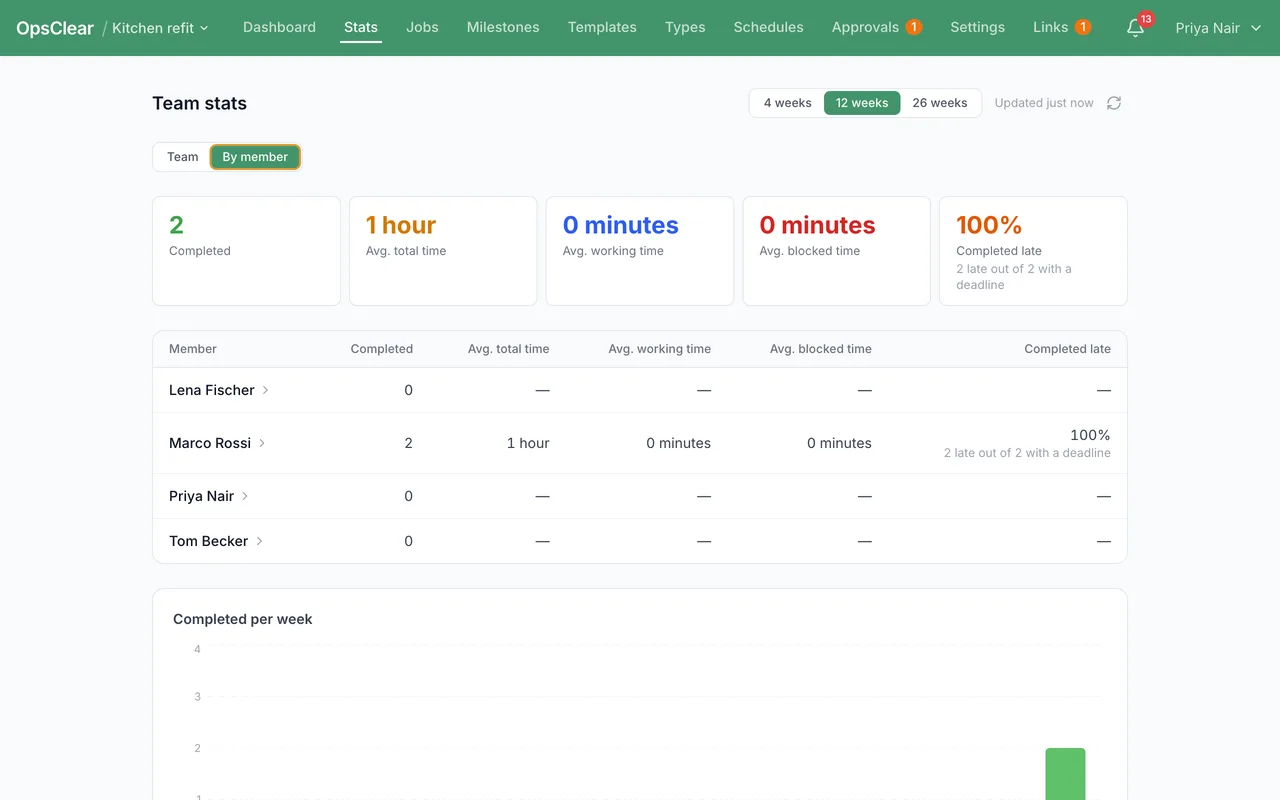 OpsClear / Kitchen refit Dashboard Stats Jobs Milestones Templates Types Schedules Approvals 1 Settings Links 1 13 Priya Nair
Team stats 4 weeks 12 weeks 26 weeks Updated just now
Team By member
2 1 hour 0 minutes 0 minutes 100%
Completed Avg. total time Avg. working time Avg. blocked time Completed late
2 late out of 2 with a
deadline
Member Completed Avg. total time Avg. working time Avg. blocked time Completed late
Lena Fischer 0 — — — —
Marco Rossi 2 1 hour 0 minutes 0 minutes 100%
2 late out of 2 with a deadline
Priya Nair 0 — — — —
Tom Becker 0 — — — —
Completed per week
4
3
2
1